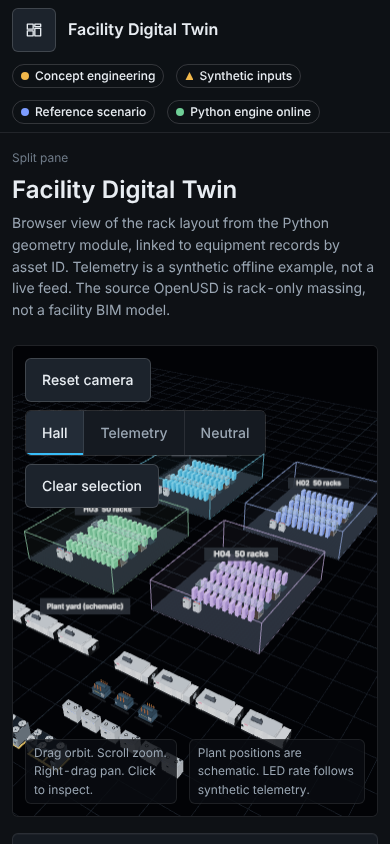 Facility Digital Twin
Concept engineering
Synthetic inputs
Reference scenario
Python engine online
Split pane
Facility Digital Twin
Browser view of the rack layout from the Python
geometry module, linked to equipment records by
asset ID. Telemetry is a synthetic offline example, not a
live feed. The source OpenUSD is rack-only massing,
not a facility BIM model.
Reset camera
Hall
Telemetry
Neutral
Clear selection
H02 50 racks
H03 50 racks
H04 50 racks
Plant yard (schematic)
Drag orbit. Scroll zoom.
Right-drag pan. Click
to inspect.
Plant positions are
schematic. LED rate follows
synthetic telemetry.